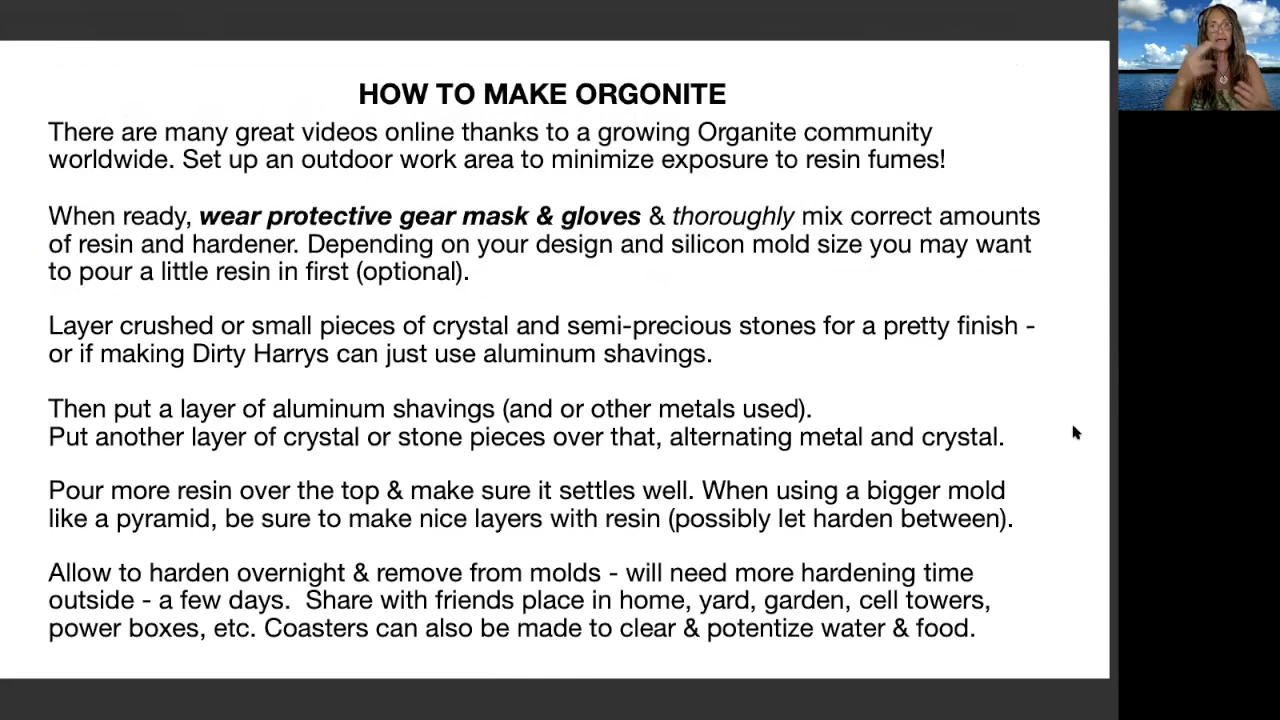 HOW TO MAKE ORGONITE
There are many great videos online thanks to a growing Organite community
worldwide. Set up an outdoor work area to minimize exposure to resin fumes!
When ready, wear protective gear mask & gloves & thoroughly mix correct amounts
of resin and hardener. Depending on your design and silicon mold size you may want
to pour a little resin in first (optional).
Layer crushed or small pieces of crystal and semi-precious stones for a pretty finish -
or if making Dirty Harrys can just use aluminum shavings.
Then put a layer of aluminum shavings (and or other metals used).
Put another layer of crystal or stone pieces over that, alternating metal and crystal.
Pour more resin over the top & make sure it settles well. When using a bigger mold
like a pyramid, be sure to make nice layers with resin (possibly let harden between).
Allow to harden overnight & remove from molds - will need more hardening time
outside - a few days.  Share with friends place in home, yard, garden, cell towers,
power boxes, etc. Coasters can also be made to clear & potentize water & food.